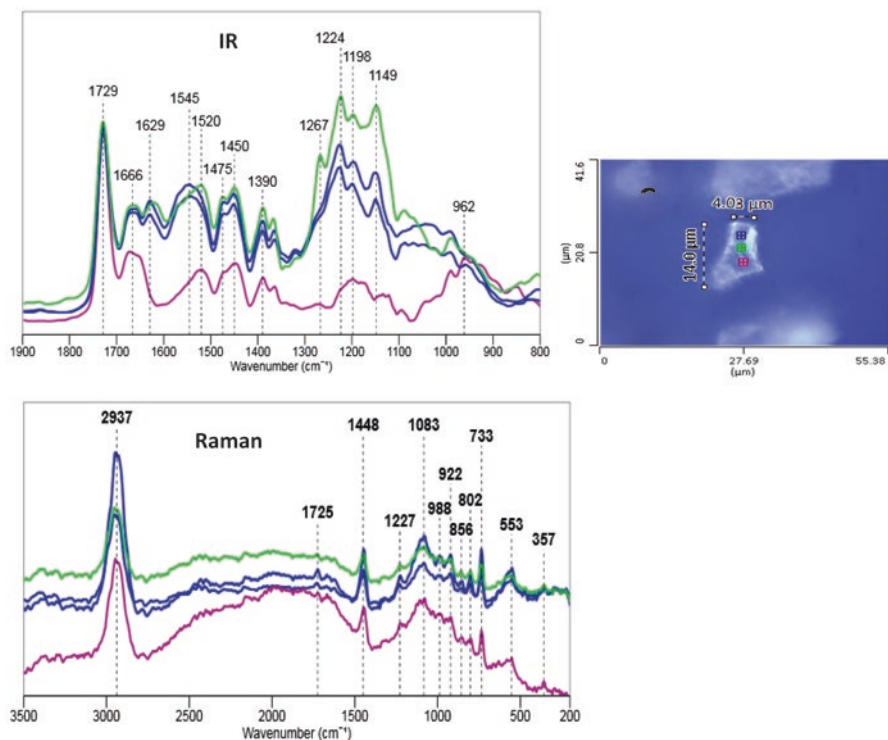 IR
1729
1666
1629
1545
1520
1475
1450
1390
1267
1224
1198
1149
962
1900 1800 1700 1600 1500 1400 1300 1200 1100 1000 900 800
Wavenumber (cm⁻¹)
41.6
20.8
0
(µm)
4.03 µm
14.0 µm
0 27.69 55.38
(µm)
Raman
2937
1725
1448
1227
1083
988
922
856
802
733
553
357
3500 3000 2500 2000 1500 1000 500 200
Wavenumber (cm⁻¹)